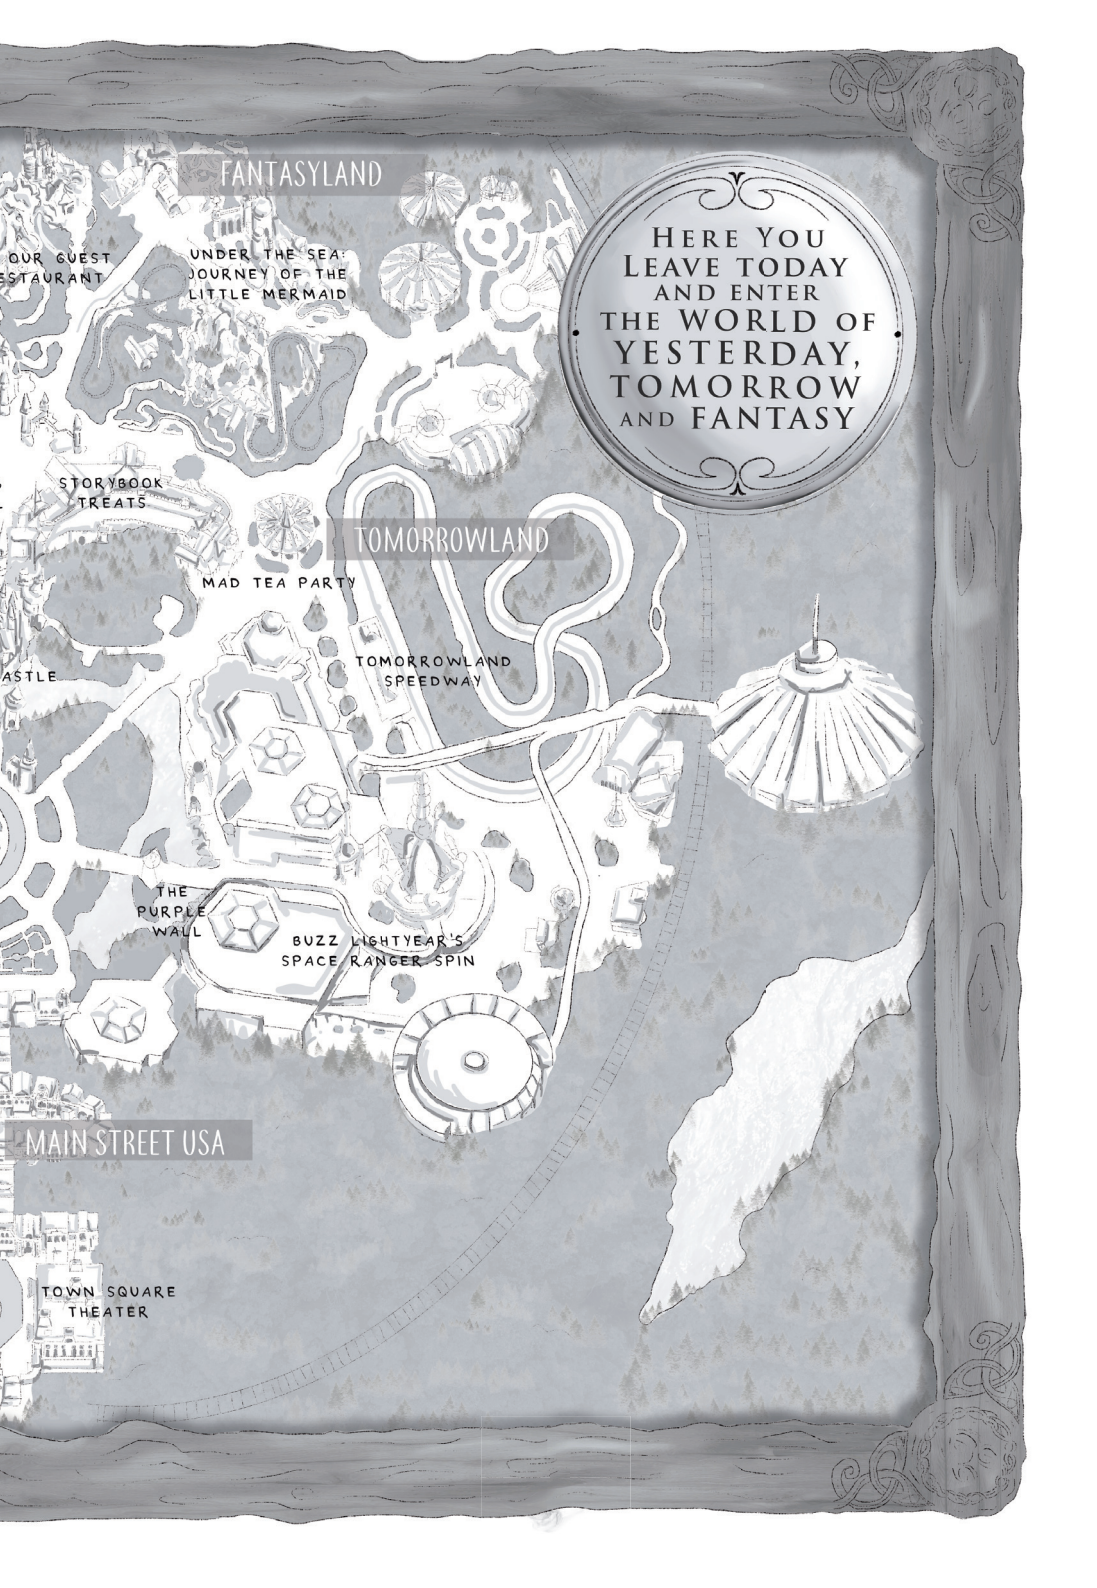 FANTASYLAND
OUR GUEST
ESTAURANT
UNDER THE SEA:
JOURNEY OF THE
LITTLE MERMAID
HERE YOU
LEAVE TODAY
AND ENTER
THE WORLD OF
YESTERDAY,
TOMORROW
AND FANTASY
STORYBOOK
TREATS
TOMORROWLAND
MAD TEA PARTY
TOMORROWLAND
SPEEDWAY
ASTLE
THE
PURPLE
WALL
BUZZ LIGHTYEAR'S
SPACE RANGER SPIN
MAIN STREET USA
TOWN SQUARE
THEATER